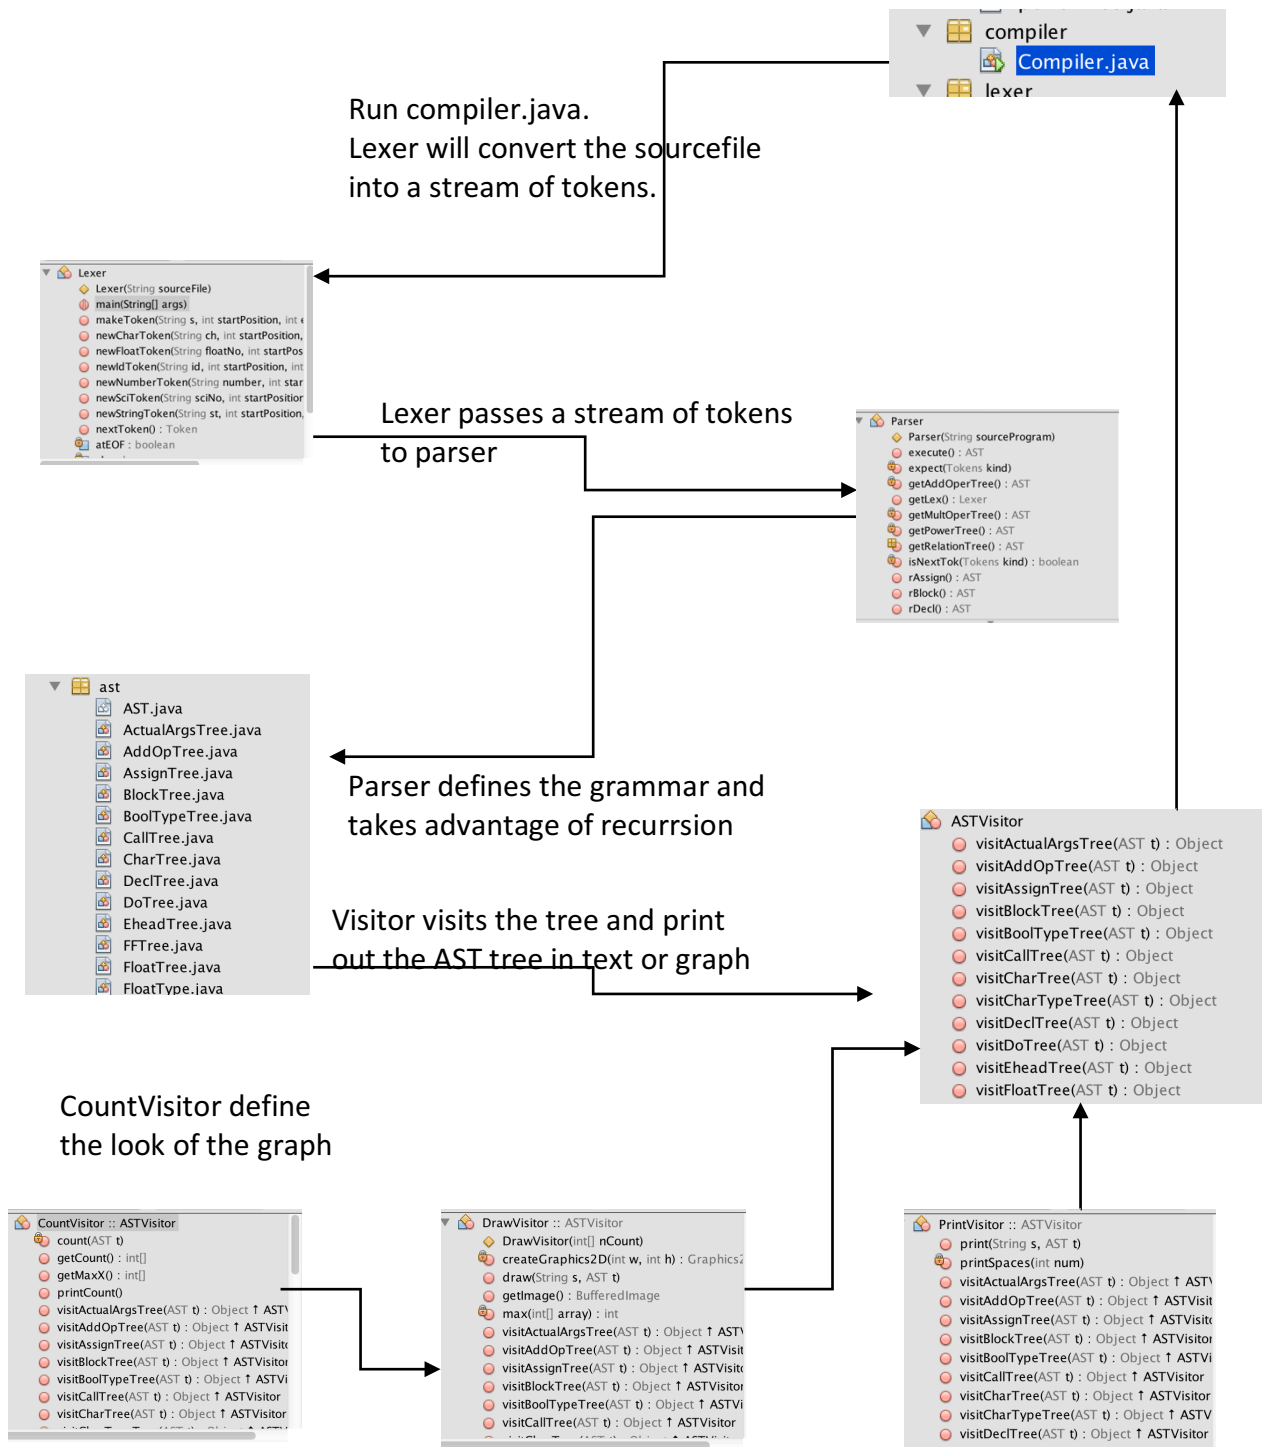 compiler
Compiler.java
lexer
Run compiler.java.
Lexer will convert the sourcefile
into a stream of tokens.
Lexer
Lexer(String sourceFile)
main(String[] args)
makeToken(String s, int startPosition, int
newCharToken(String ch, int startPosition,
newFloatToken(String floatNo, int startPos
newIdToken(String id, int startPosition, int
newNumberToken(String number, int star
newSciToken(String sciNo, int startPosition
newStringToken(String st, int startPosition,
nextToken() : Token
atEOF : boolean
Lexer passes a stream of tokens
to parser
Parser
Parser(String sourceProgram)
execute() : AST
expect(Tokens kind)
getAddOperTree() : AST
getLex() : Lexer
getMultOperTree() : AST
getPowerTree() : AST
getRelationTree() : AST
isNextTok(Tokens kind) : boolean
rAssign() : AST
rBlock() : AST
rDecl() : AST
ast
AST.java
ActualArgsTree.java
AddOpTree.java
AssignTree.java
BlockTree.java
BoolTypeTree.java
CallTree.java
CharTree.java
DeclTree.java
DoTree.java
EheadTree.java
FFTree.java
FloatTree.java
FloatType.java
Parser defines the grammar and
takes advantage of recurrsion
Visitor visits the tree and print
out the AST tree in text or graph
ASTVisitor
visitActualArgsTree(AST t) : Object
visitAddOpTree(AST t) : Object
visitAssignTree(AST t) : Object
visitBlockTree(AST t) : Object
visitBoolTypeTree(AST t) : Object
visitCallTree(AST t) : Object
visitCharTree(AST t) : Object
visitCharTypeTree(AST t) : Object
visitDeclTree(AST t) : Object
visitDoTree(AST t) : Object
visitEheadTree(AST t) : Object
visitFloatTree(AST t) : Object
CountVisitor define
the look of the graph
CountVisitor :: ASTVisitor
count(AST t)
getCount() : int[]
getMaxX() : int[]
printCount()
visitActualArgsTree(AST t) : Object ↑ ASTV
visitAddOpTree(AST t) : Object ↑ ASTVisit
visitAssignTree(AST t) : Object ↑ ASTVisit
visitBlockTree(AST t) : Object ↑ ASTVisitor
visitBoolTypeTree(AST t) : Object ↑ ASTVi
visitCallTree(AST t) : Object ↑ ASTVisitor
visitCharTree(AST t) : Object ↑ ASTVisitor
DrawVisitor :: ASTVisitor
DrawVisitor(int[] nCount)
createGraphics2D(int w, int h) : Graphics2
draw(String s, AST t)
getImage() : BufferedImage
max(int[] array) : int
visitActualArgsTree(AST t) : Object ↑ ASTV
visitAddOpTree(AST t) : Object ↑ ASTVisit
visitAssignTree(AST t) : Object ↑ ASTVisit
visitBlockTree(AST t) : Object ↑ ASTVisitor
visitBoolTypeTree(AST t) : Object ↑ ASTVi
visitCallTree(AST t) : Object ↑ ASTVisitor
PrintVisitor :: ASTVisitor
print(String s, AST t)
printSpaces(int num)
visitActualArgsTree(AST t) : Object ↑ ASTV
visitAddOpTree(AST t) : Object ↑ ASTVisit
visitAssignTree(AST t) : Object ↑ ASTVisit
visitBlockTree(AST t) : Object ↑ ASTVisitor
visitBoolTypeTree(AST t) : Object ↑ ASTVi
visitCallTree(AST t) : Object ↑ ASTVisitor
visitCharTree(AST t) : Object ↑ ASTVisitor
visitCharTypeTree(AST t) : Object ↑ ASTV
visitDeclTree(AST t) : Object ↑ ASTVisitor